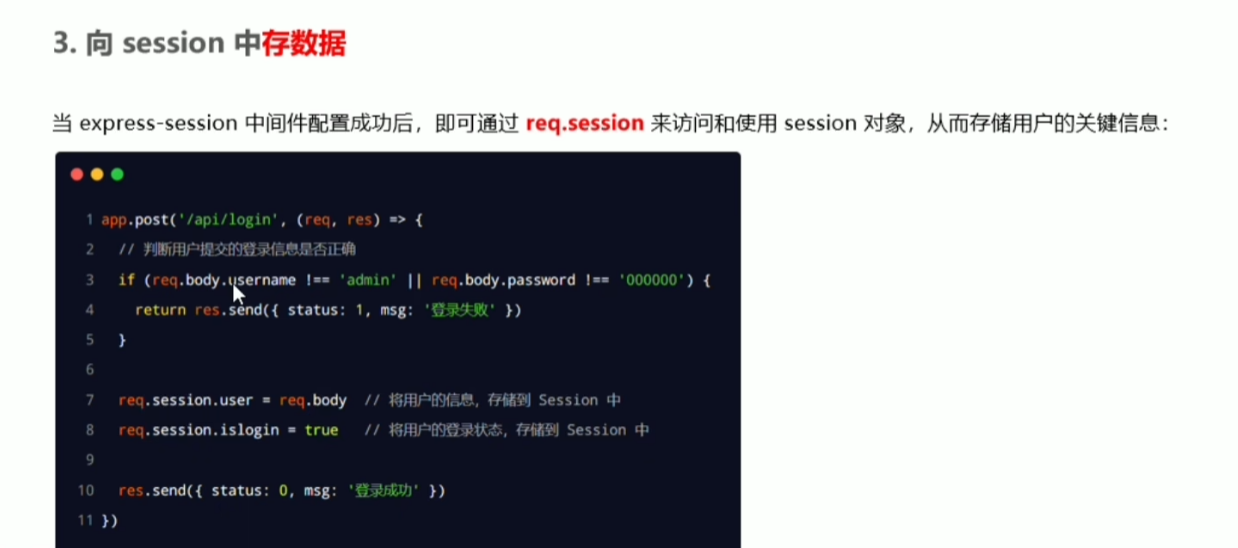 3. 向 session 中存数据
当 express-session 中间件配置成功后，即可通过 req.session 来访问和使用 session 对象，从而存储用户的关键信息：
1 app.post('/api/login', (req, res) => {
2 // 判断用户提交的登录信息是否正确
3 if (req.body.username !== 'admin' || req.body.password !== '000000') {
4 return res.send({ status: 1, msg: '登录失败' })
5 }
6
7 req.session.user = req.body // 将用户的信息，存储到 Session 中
8 req.session.islogin = true // 将用户的登录状态，存储到 Session 中
9
10 res.send({ status: 0, msg: '登录成功' })
11 })